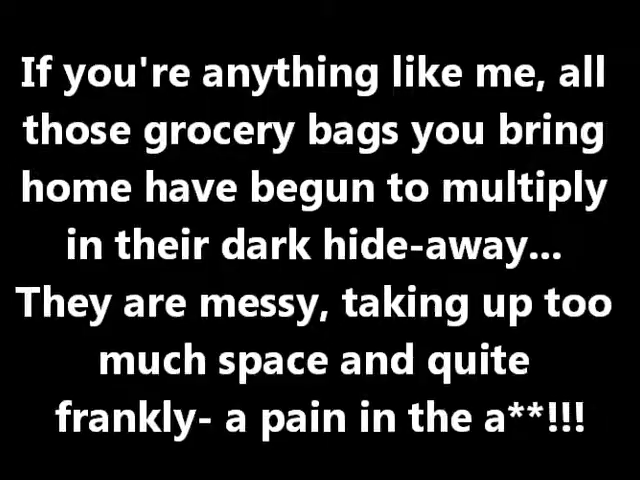 If you're anything like me, all
those grocery bags you bring
home have begun to multiply
in their dark hide-away...
They are messy, taking up too
much space and quite
frankly- a pain in the a**!!!